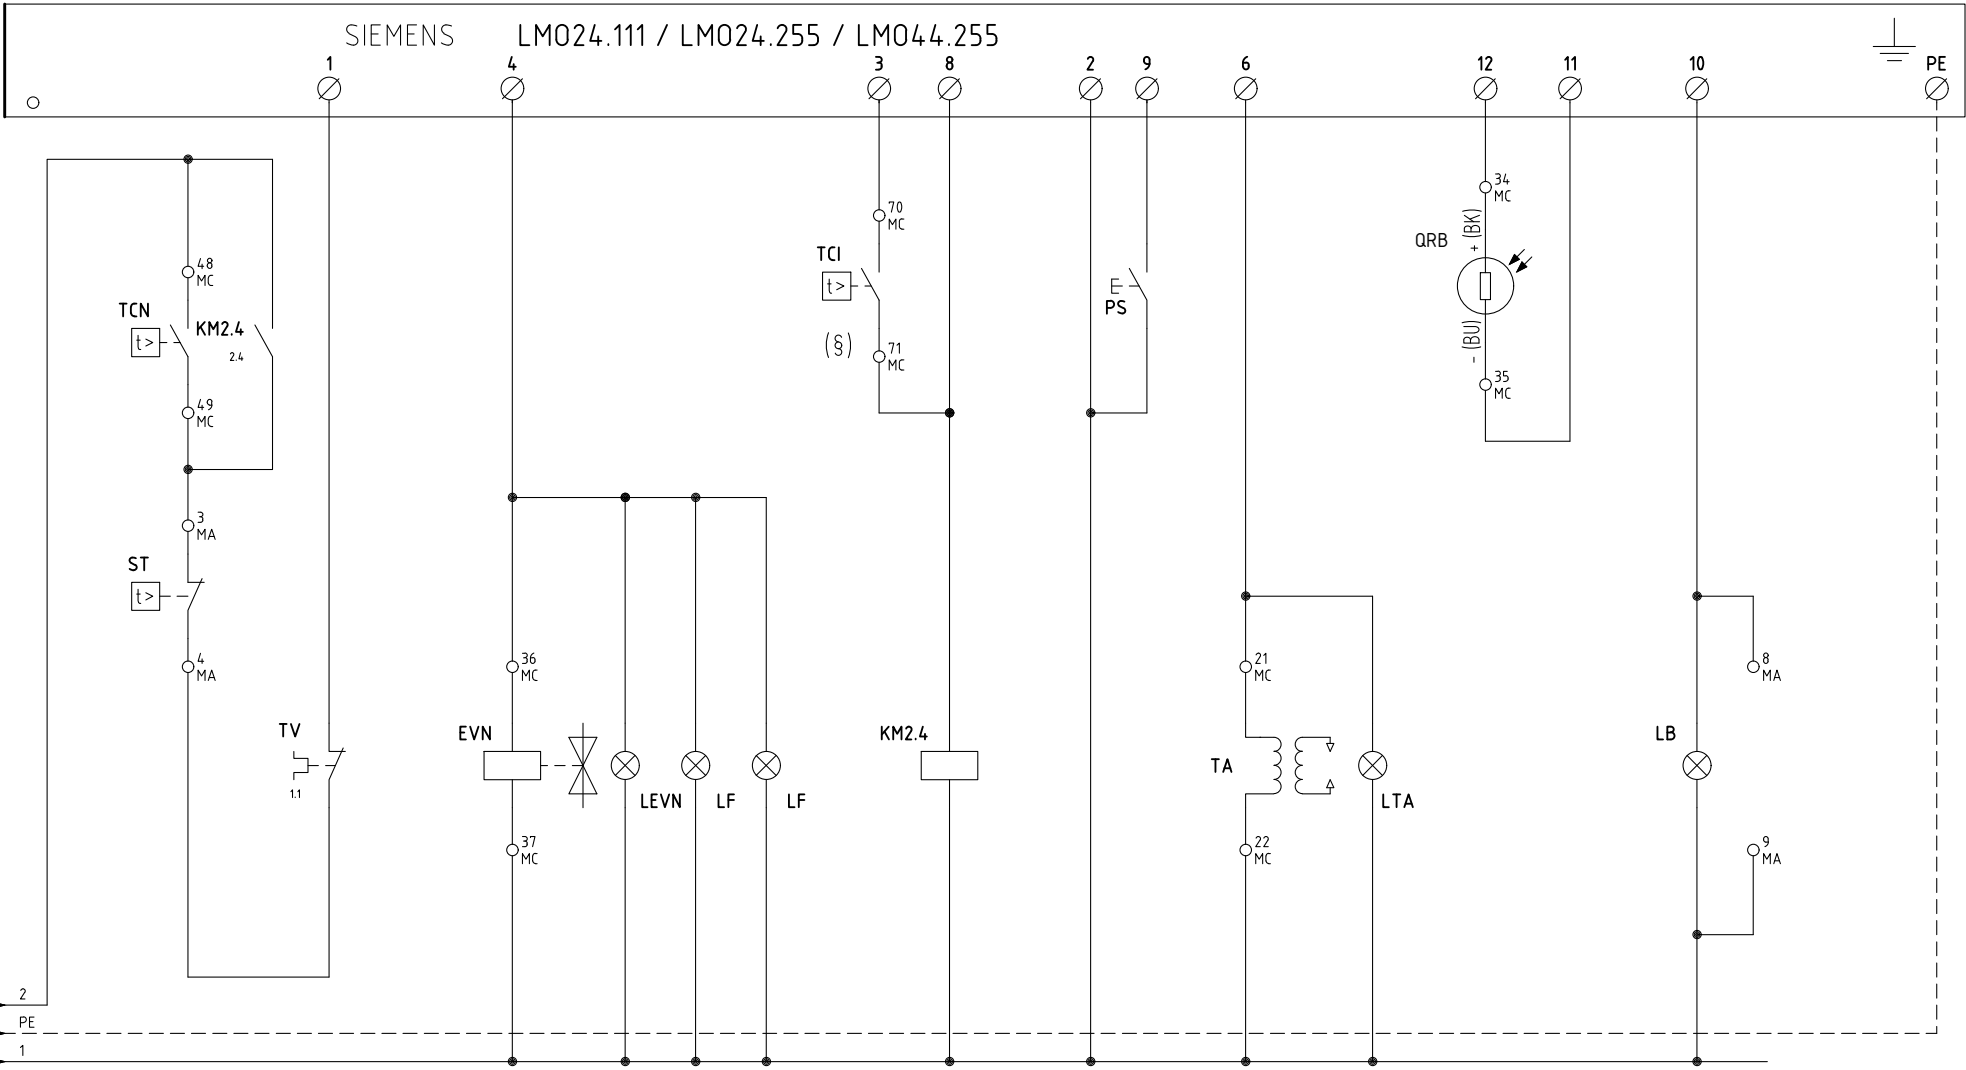 SIEMENS LMO24.111 / LMO24.255 / LMO44.255
1 4 3 8 2 9 6 12 11 10 PE
48
MC
TCN
t>
49
MC
KM2.4
2.4
3
MA
ST
t>
4
MA
TV
1.1
36
MC
EVN
37
MC
LEVN
LF
LF
70
MC
TCI
t>
(§)
71
MC
KM2.4
E
PS
21
MC
TA
22
MC
LTA
34
MC
+ (BK)
QRB
- (BU)
35
MC
8
MA
LB
9
MA
2
PE
1